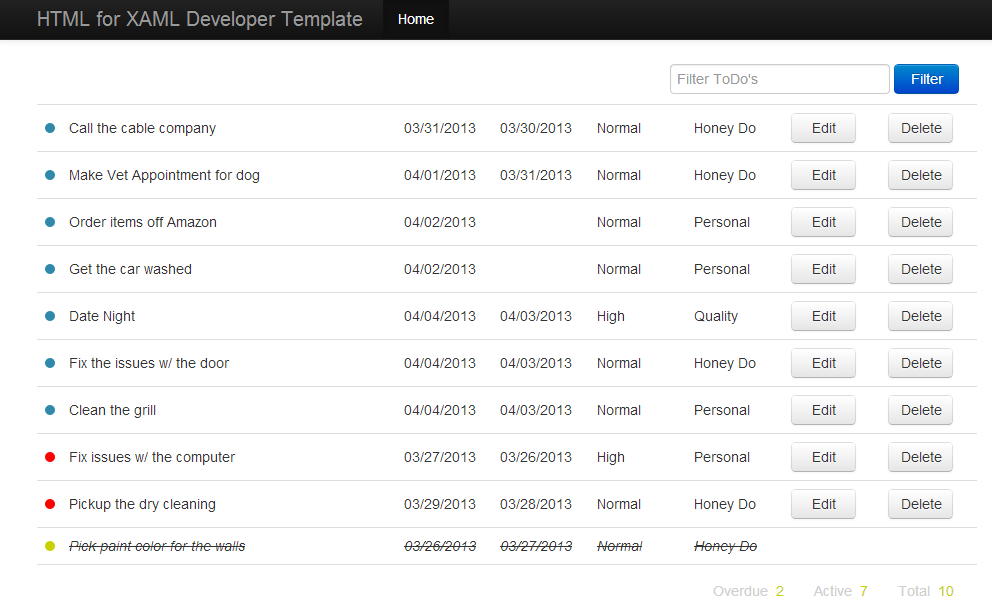 HTML for XAML Developer Template Home
Filter ToDo's Filter
Call the cable company 03/31/2013 03/30/2013 Normal Honey Do Edit Delete
Make Vet Appointment for dog 04/01/2013 03/31/2013 Normal Honey Do Edit Delete
Order items off Amazon 04/02/2013 Normal Personal Edit Delete
Get the car washed 04/02/2013 Normal Personal Edit Delete
Date Night 04/04/2013 04/03/2013 High Quality Edit Delete
Fix the issues w/ the door 04/04/2013 04/03/2013 Normal Honey Do Edit Delete
Clean the grill 04/04/2013 04/03/2013 Normal Personal Edit Delete
Fix issues w/ the computer 03/27/2013 03/26/2013 High Personal Edit Delete
Pickup the dry cleaning 03/29/2013 03/28/2013 Normal Honey Do Edit Delete
Pick paint color for the walls 03/26/2013 03/27/2013 Normal Honey Do
Overdue 2 Active 7 Total 10